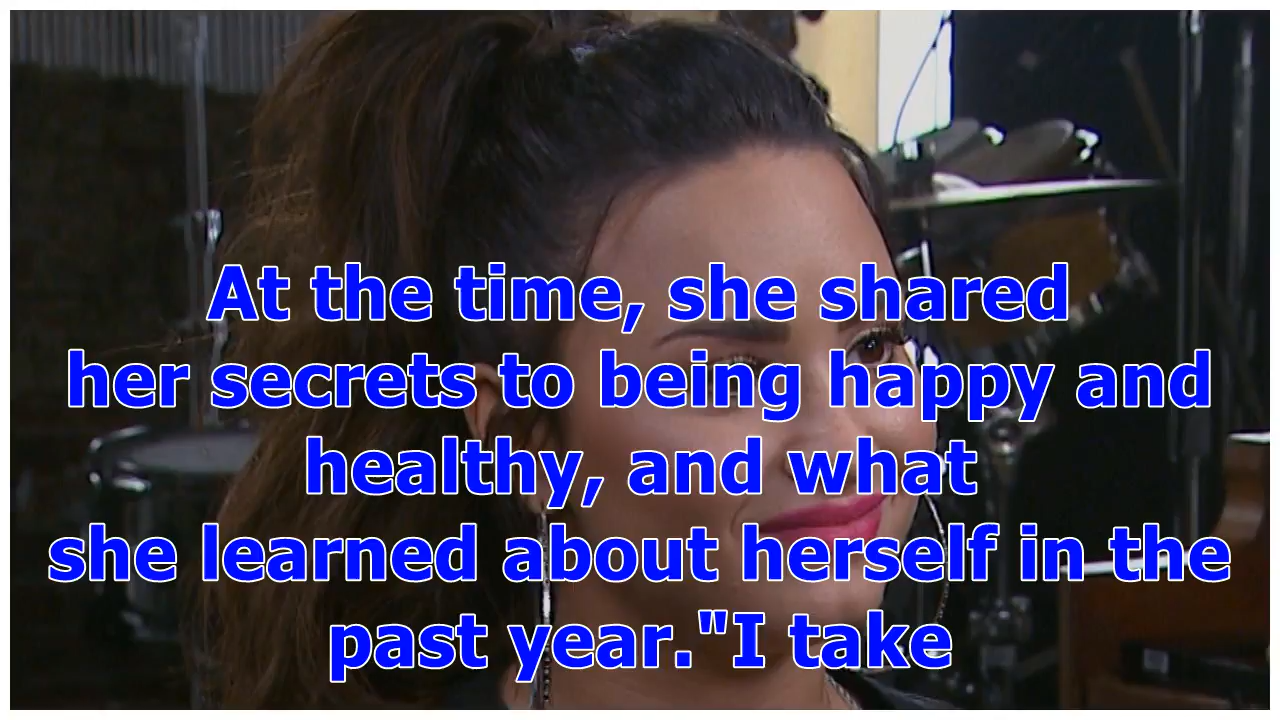 At the time, she shared
her secrets to being happy and
healthy, and what
she learned about herself in the
past year."I take